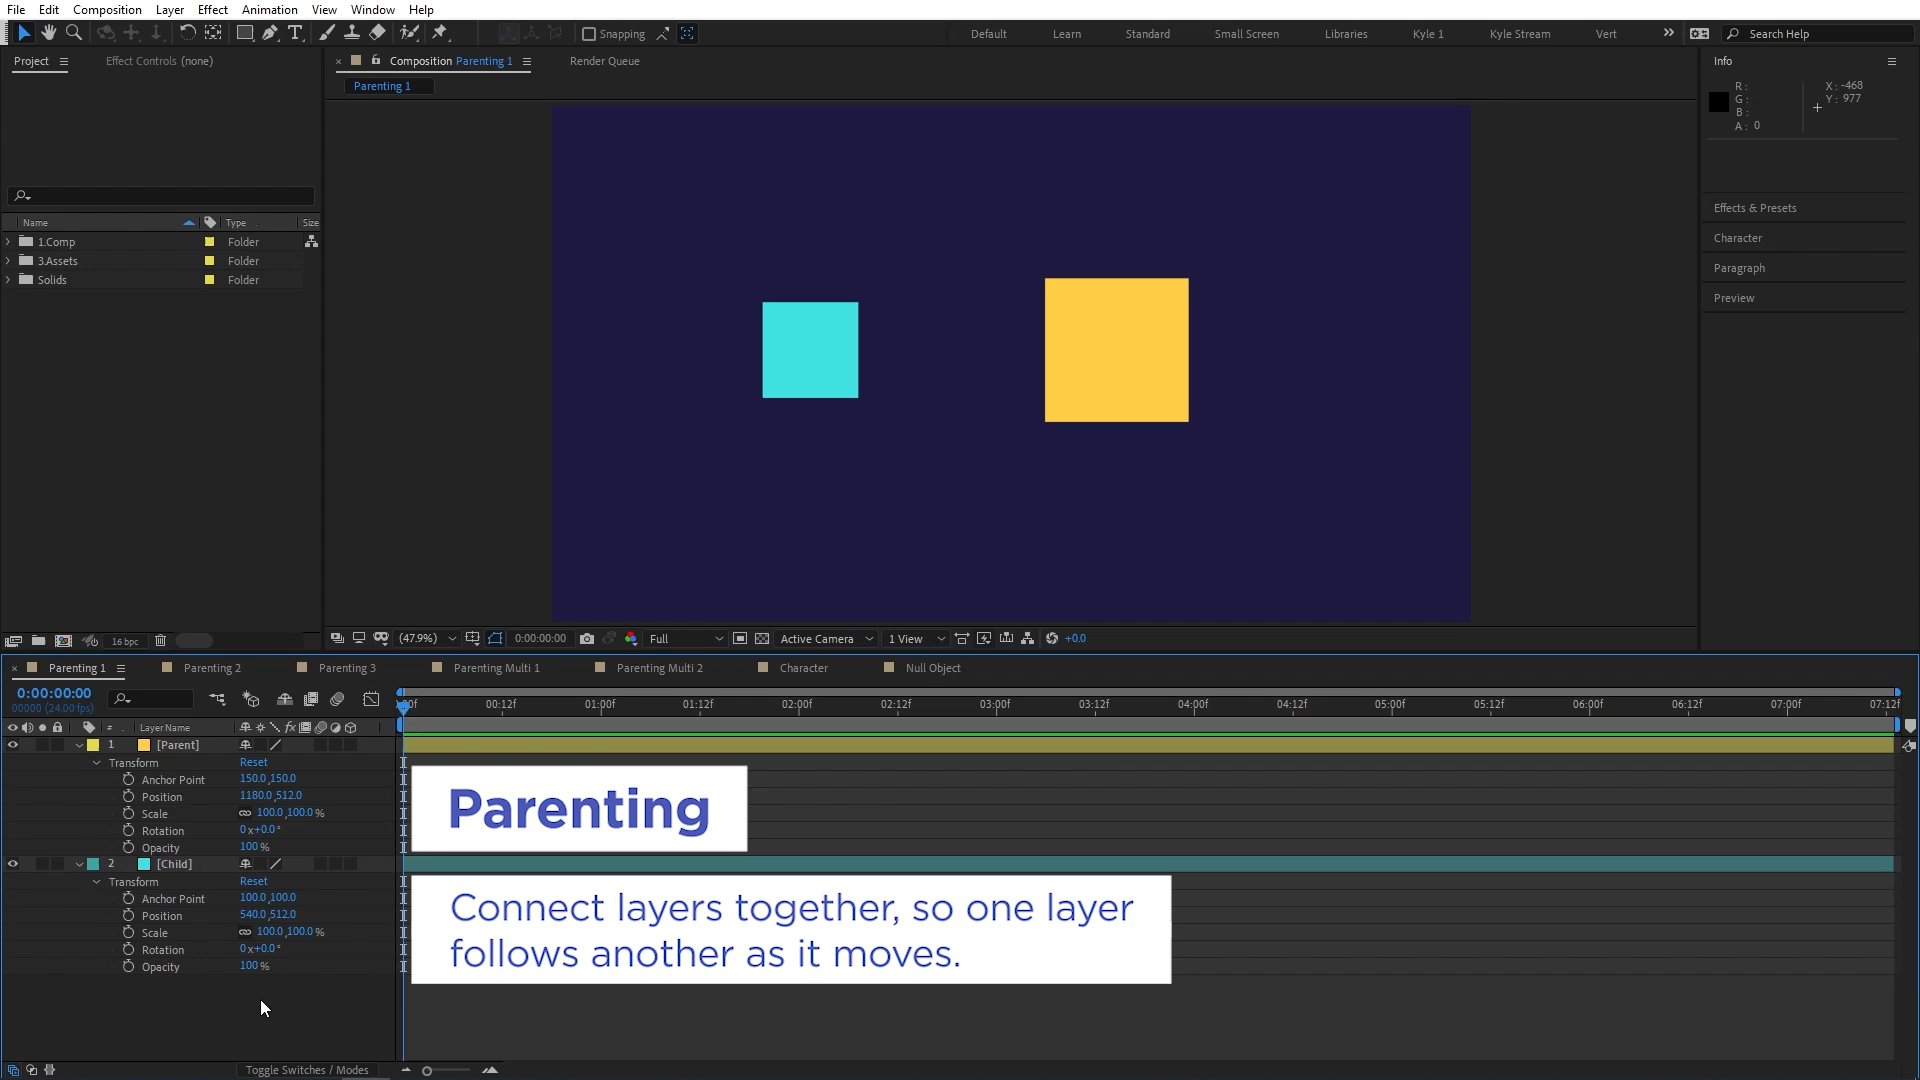 File Edit Composition Layer Effect Animation View Window Help
Snapping Default Learn Standard Small Screen Libraries Kyle 1 Kyle Stream Vert Search Help
Project Effect Controls (none)
Composition Parenting 1 Render Queue
Parenting 1
Info
R :
G :
B :
A : 0
X : -468
Y : 977
Effects & Presets
Character
Paragraph
Preview
Name Type Size
1.Comp Folder
3.Assets Folder
Solids Folder
16 bpc
(47.9%) 0:00:00:00 Full Active Camera 1 View +0.0
Parenting 1 Parenting 2 Parenting 3 Parenting Multi 1 Parenting Multi 2 Character Null Object
0:00:00:00
00000 (24.00 fps)
00:12f 01:00f 01:12f 02:00f 02:12f 03:00f 03:12f 04:00f 04:12f 05:00f 05:12f 06:00f 06:12f 07:00f 07:12f
# Layer Name
1 [Parent]
Transform Reset
Anchor Point 150.0,150.0
Position 1180.0,512.0
Scale 100.0,100.0 %
Rotation 0x+0.0°
Opacity 100 %
2 [Child]
Transform Reset
Anchor Point 100.0,100.0
Position 540.0,512.0
Scale 100.0,100.0 %
Rotation 0x+0.0°
Opacity 100 %
Parenting
Connect layers together, so one layer
follows another as it moves.
Toggle Switches / Modes